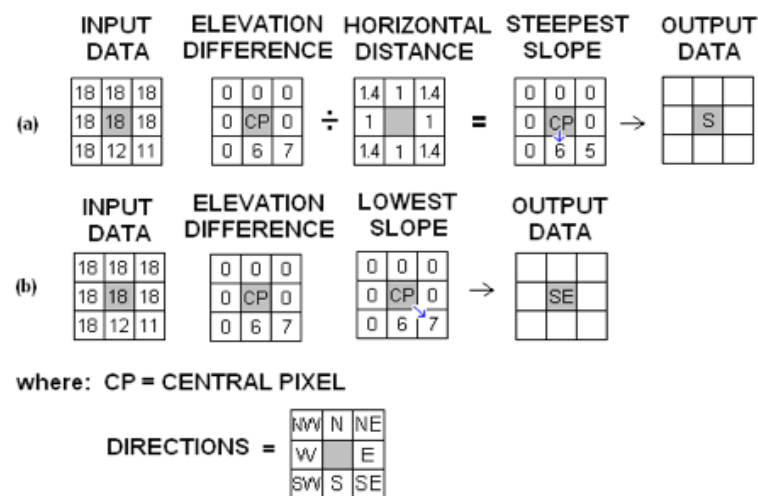 INPUT DATA ELEVATION DIFFERENCE HORIZONTAL DISTANCE STEEPEST SLOPE OUTPUT DATA
18 18 18 0 0 0 1.4 1 1.4 0 0 0
(a) 18 18 18 0 CP 0 ÷ 1 1 = 0 CP 0 → S
18 12 11 0 6 7 1.4 1 1.4 0 6 5
INPUT DATA ELEVATION DIFFERENCE LOWEST SLOPE OUTPUT DATA
18 18 18 0 0 0 0 0 0
(b) 18 18 18 0 CP 0 0 CP 0 → SE
18 12 11 0 6 7 0 6 7
where: CP = CENTRAL PIXEL
NW N NE
DIRECTIONS = W E
SW S SE